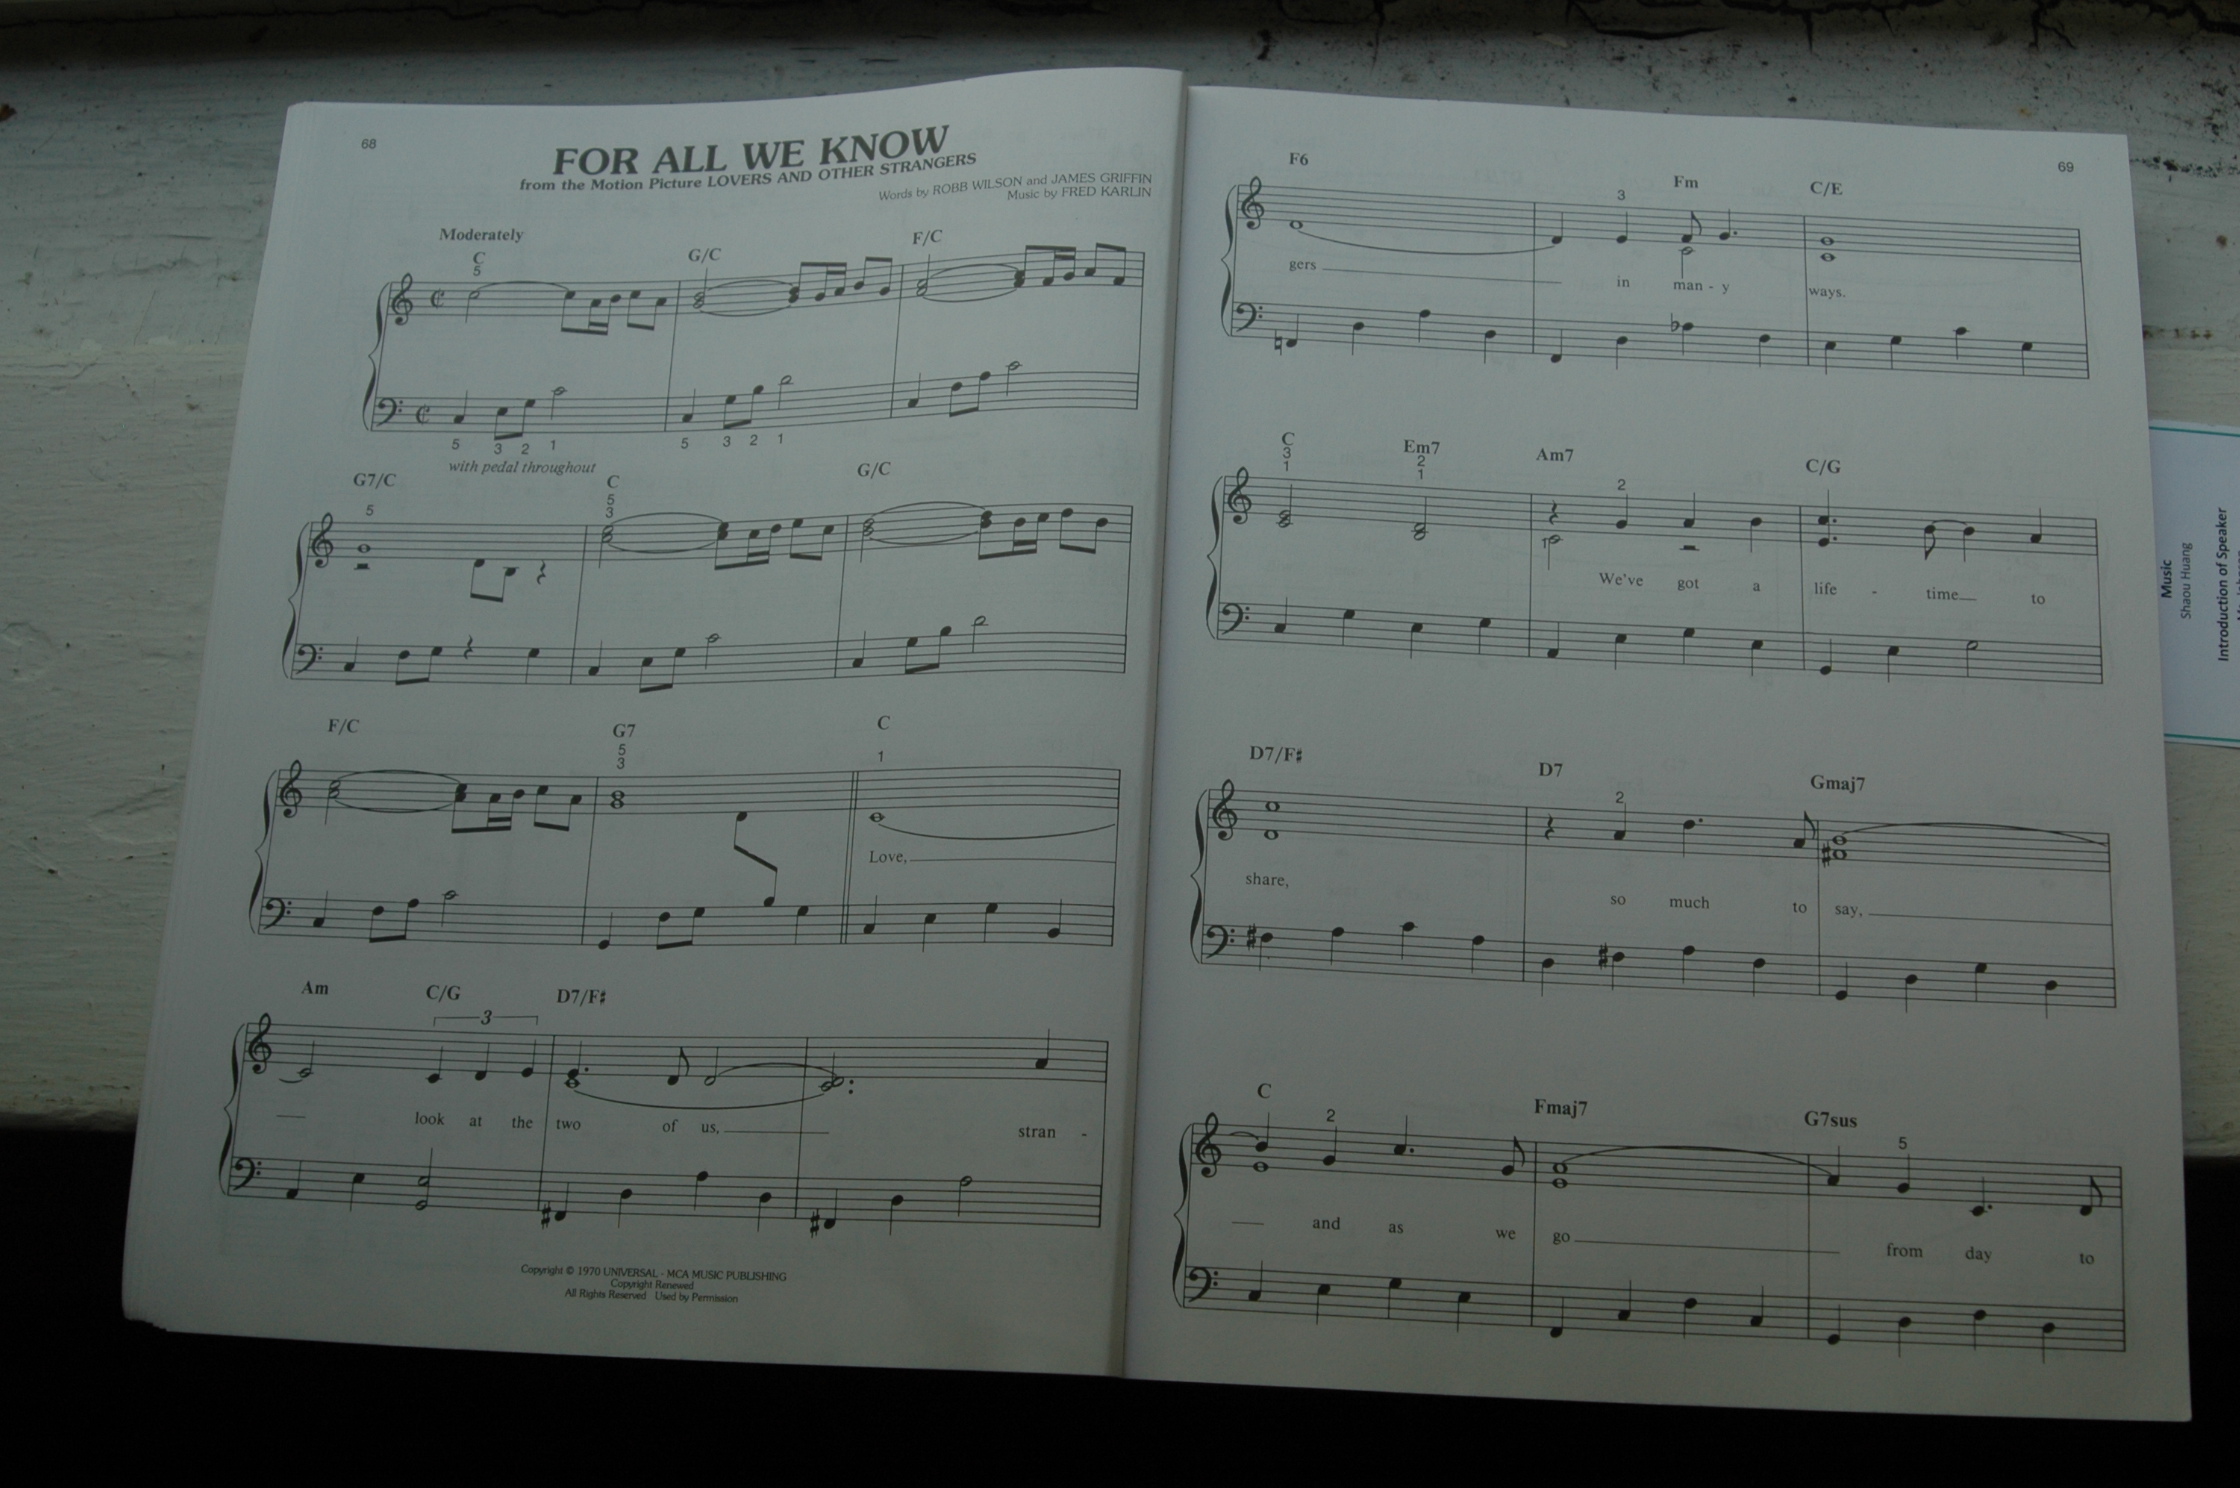 68
FOR ALL WE KNOW
from the Motion Picture LOVERS AND OTHER STRANGERS
Words by ROBB WILSON and JAMES GRIFFIN
Music by FRED KARLIN
Moderately
C G/C F/C
5
5 3 2 1 5 3 2 1
with pedal throughout
G7/C C G/C
5 5
3
F/C G7 C
5 1
3
Love,
Am C/G D7/F♯
3
look at the two of us, stran -
Copyright © 1970 UNIVERSAL - MCA MUSIC PUBLISHING
Copyright Renewed
All Rights Reserved Used by Permission
69
F6 Fm C/E
3
gers in man - y ways.
C Em7 Am7 C/G
3 2 2
1 1
1
We've got a life - time to
D7/F♯ D7 Gmaj7
2
share, so much to say,
C Fmaj7 G7sus
2 5
and as we go from day to
Music
Shaou Huang
Introduction of Speaker